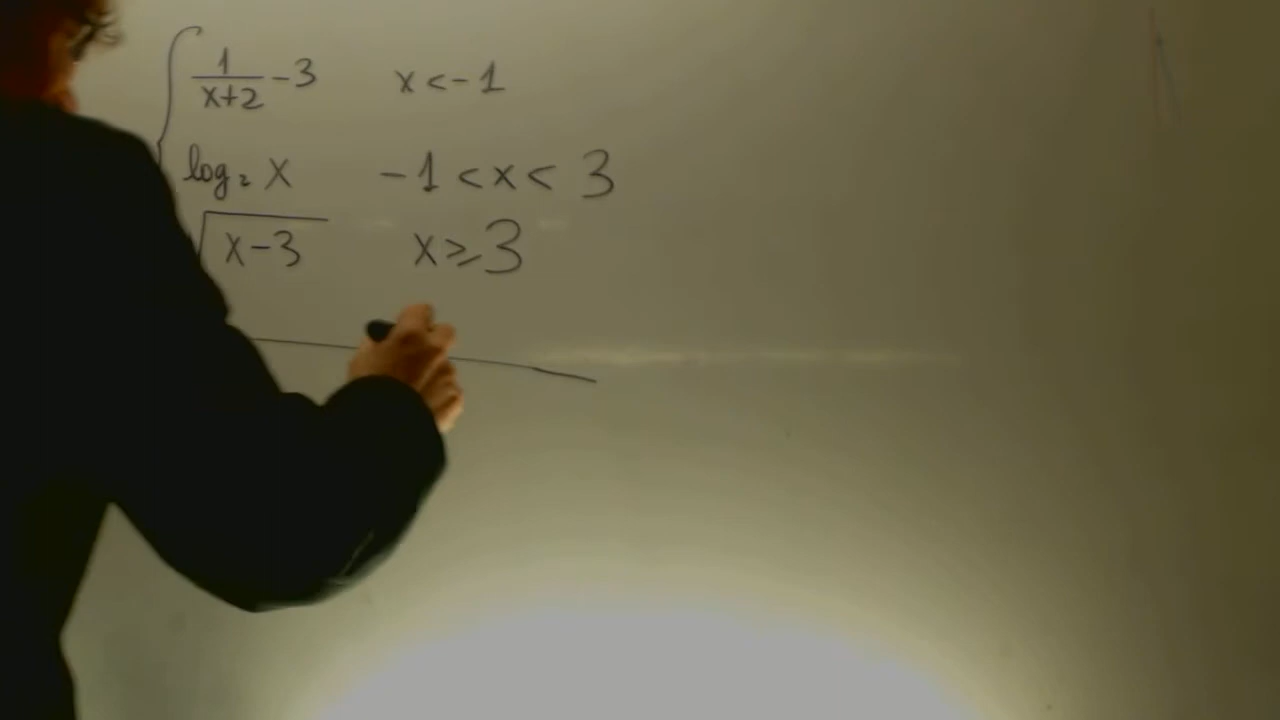 1/(x+2) -3    x < -1
log₂ x    -1 < x < 3
√(x-3)    x ≥ 3